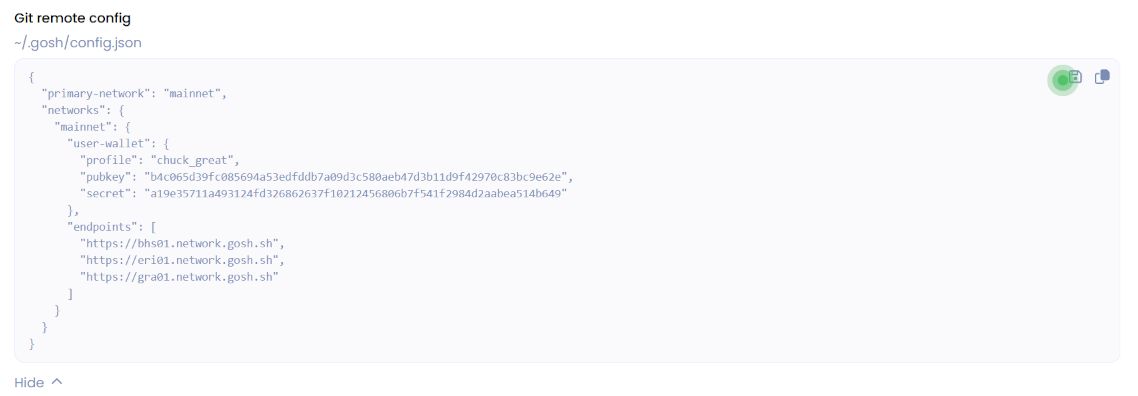 Git remote config
~/.gosh/config.json
{
  "primary-network": "mainnet",
  "networks": {
    "mainnet": {
      "user-wallet": {
        "profile": "chuck_great",
        "pubkey": "b4c065d39fc085694a53edfddb7a09d3c580aeb47d3b11d9f42970c83bc9e62e",
        "secret": "a19e35711a493124fd326862637f10212456806b7f541f2984d2aabea514b649"
      },
      "endpoints": [
        "https://bhs01.network.gosh.sh",
        "https://eri01.network.gosh.sh",
        "https://gra01.network.gosh.sh"
      ]
    }
  }
}
Hide